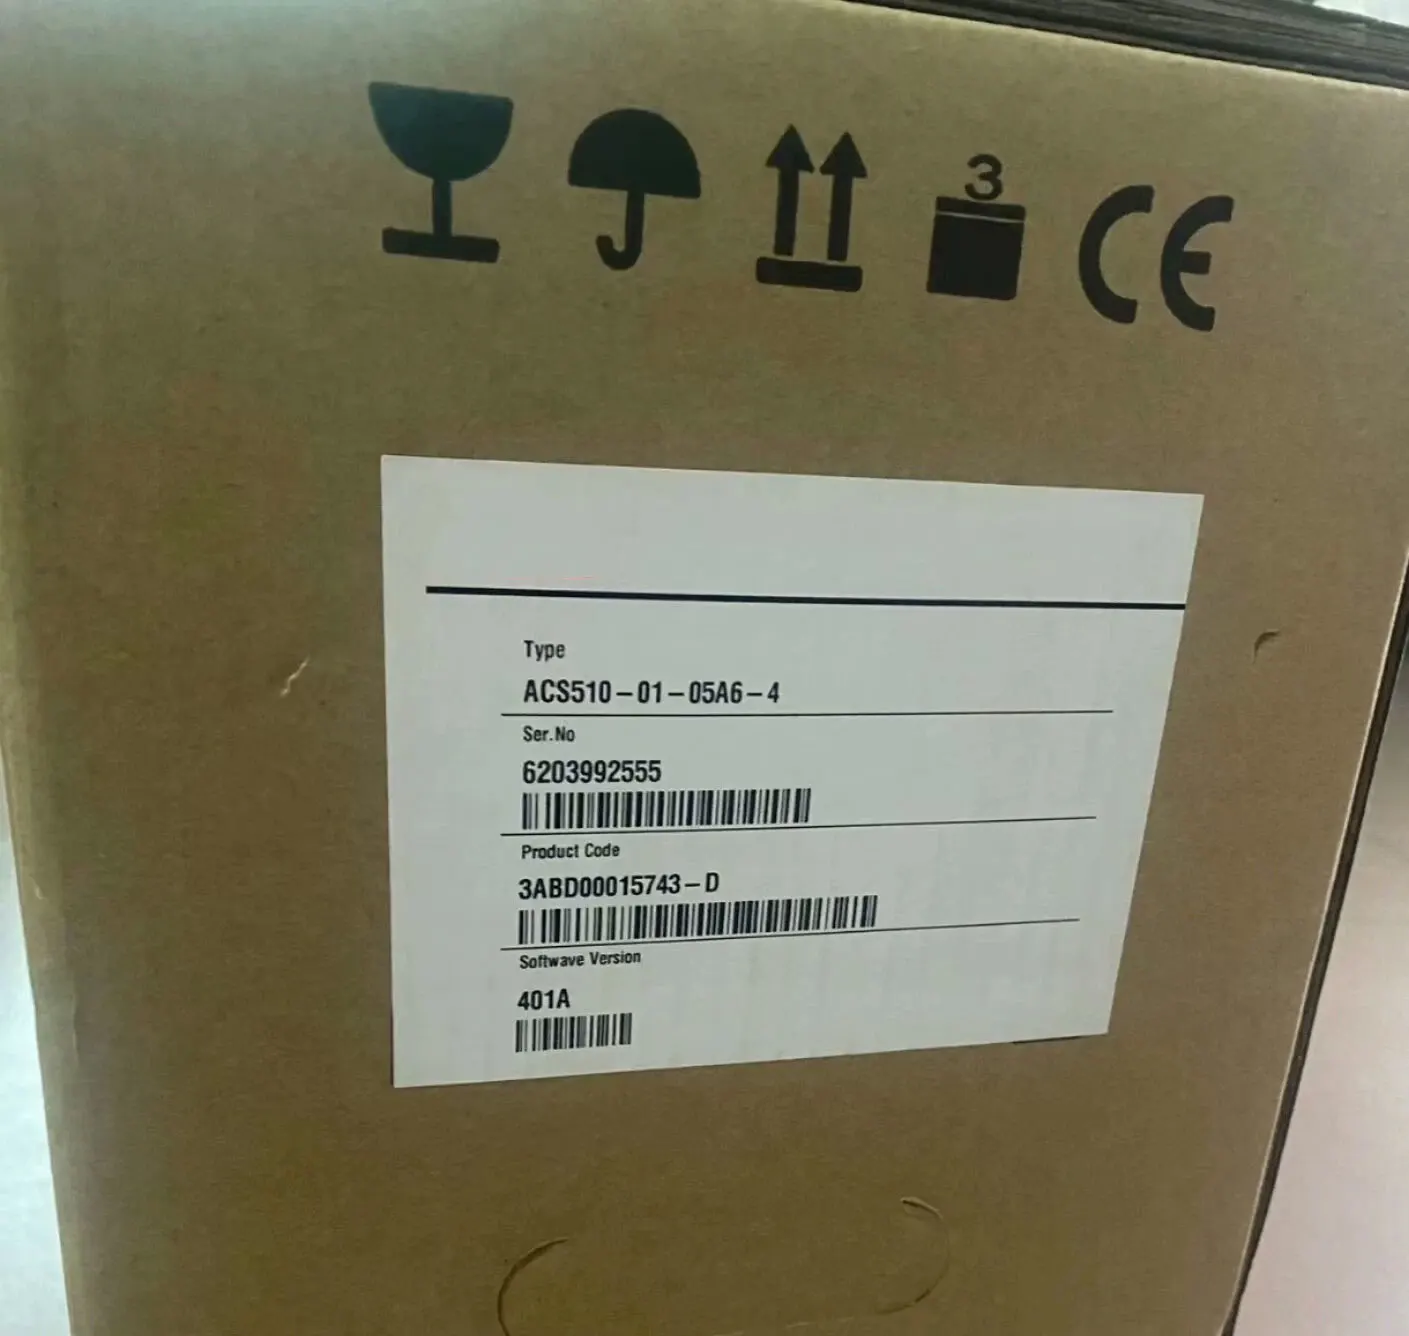 3
CE
Type
ACS510-01-05A6-4
Ser.No
6203992555
Product Code
3ABD00015743-D
Softwave Version
401A